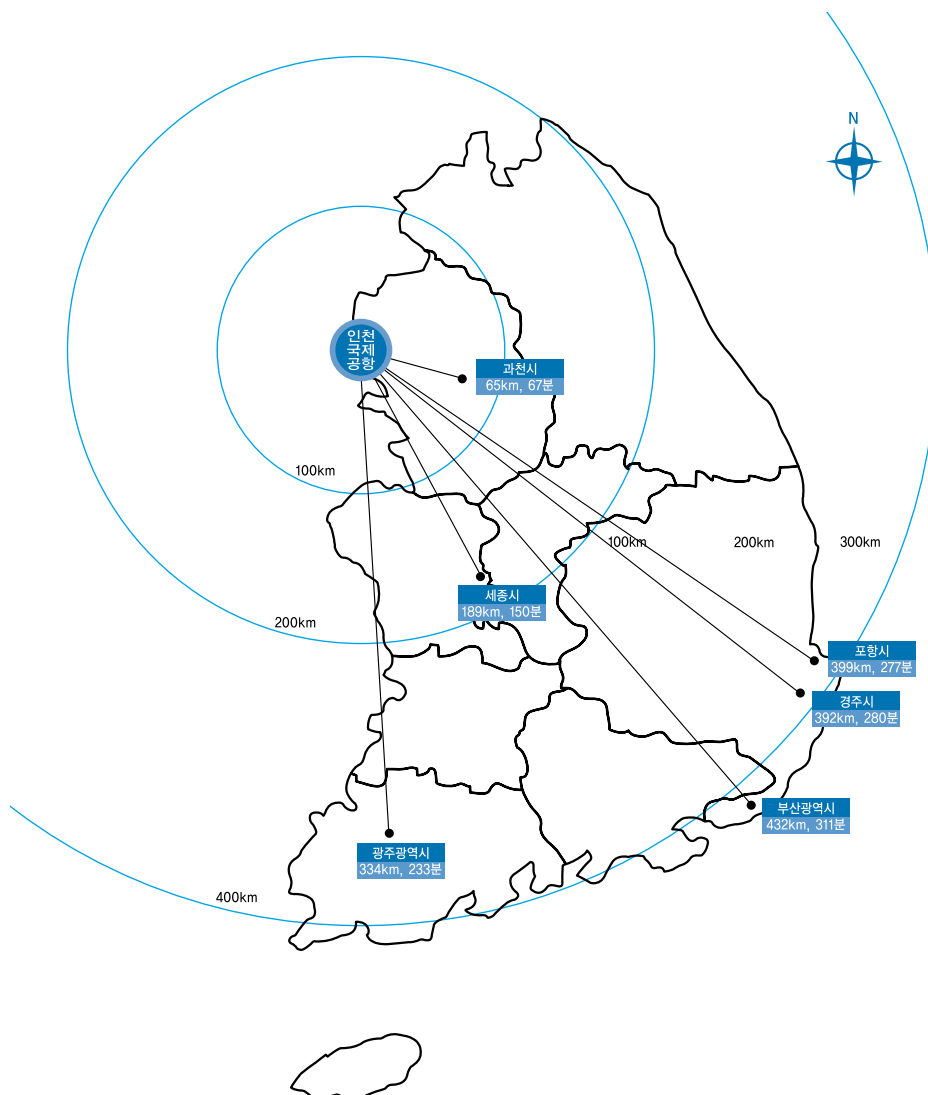 N
인천
국제
공항
과천시
65km, 67분
100km
100km
200km
300km
세종시
189km, 150분
200km
포항시
399km, 277분
경주시
392km, 280분
부산광역시
432km, 311분
광주광역시
334km, 233분
400km